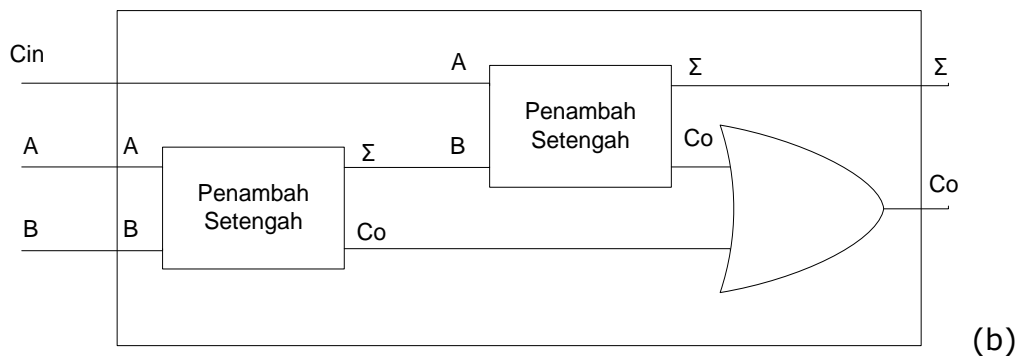 Cin
A
Σ
Σ
Penambah
Setengah
A
A
Σ
B
Co
Penambah
Setengah
Co
B
B
Co
(b)